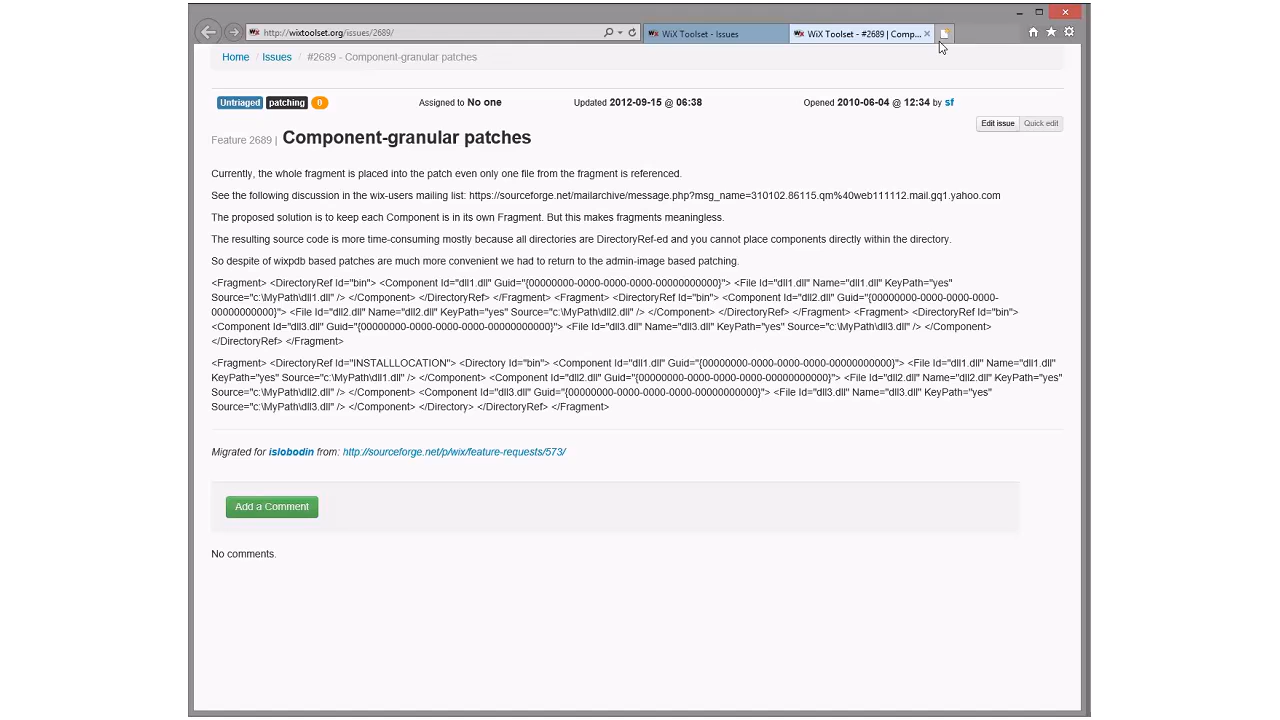 http://wixtoolset.org/issues/2689/
WiX Toolset - Issues
WiX Toolset - #2689 | Comp...
Home / Issues / #2689 - Component-granular patches
Untriaged patching 0 Assigned to No one Updated 2012-09-15 @ 06:38 Opened 2010-06-04 @ 12:34 by sf
Edit issue Quick edit
Feature 2689 | Component-granular patches
Currently, the whole fragment is placed into the patch even only one file from the fragment is referenced.
See the following discussion in the wix-users mailing list: https://sourceforge.net/mailarchive/message.php?msg_name=310102.86115.qm%40web111112.mail.gq1.yahoo.com
The proposed solution is to keep each Component is in its own Fragment. But this makes fragments meaningless.
The resulting source code is more time-consuming mostly because all directories are DirectoryRef-ed and you cannot place components directly within the directory.
So despite of wixpdb based patches are much more convenient we had to return to the admin-image based patching.
<Fragment> <DirectoryRef Id="bin"> <Component Id="dll1.dll" Guid="{00000000-0000-0000-0000-00000000000}"> <File Id="dll1.dll" Name="dll1.dll" KeyPath="yes"
Source="c:\MyPath\dll1.dll" /> </Component> </DirectoryRef> </Fragment> <Fragment> <DirectoryRef Id="bin"> <Component Id="dll2.dll" Guid="{00000000-0000-0000-0000-
00000000000}"> <File Id="dll2.dll" Name="dll2.dll" KeyPath="yes" Source="c:\MyPath\dll2.dll" /> </Component> </DirectoryRef> </Fragment> <Fragment> <DirectoryRef Id="bin">
<Component Id="dll3.dll" Guid="{00000000-0000-0000-0000-00000000000}"> <File Id="dll3.dll" Name="dll3.dll" KeyPath="yes" Source="c:\MyPath\dll3.dll" /> </Component>
</DirectoryRef> </Fragment>
<Fragment> <DirectoryRef Id="INSTALLLOCATION"> <Directory Id="bin"> <Component Id="dll1.dll" Guid="{00000000-0000-0000-0000-00000000000}"> <File Id="dll1.dll" Name="dll1.dll"
KeyPath="yes" Source="c:\MyPath\dll1.dll" /> </Component> <Component Id="dll2.dll" Guid="{00000000-0000-0000-0000-00000000000}"> <File Id="dll2.dll" Name="dll2.dll" KeyPath="yes"
Source="c:\MyPath\dll2.dll" /> </Component> <Component Id="dll3.dll" Guid="{00000000-0000-0000-0000-00000000000}"> <File Id="dll3.dll" Name="dll3.dll" KeyPath="yes"
Source="c:\MyPath\dll3.dll" /> </Component> </Directory> </DirectoryRef> </Fragment>
Migrated for islobodin from: http://sourceforge.net/p/wix/feature-requests/573/
Add a Comment
No comments.